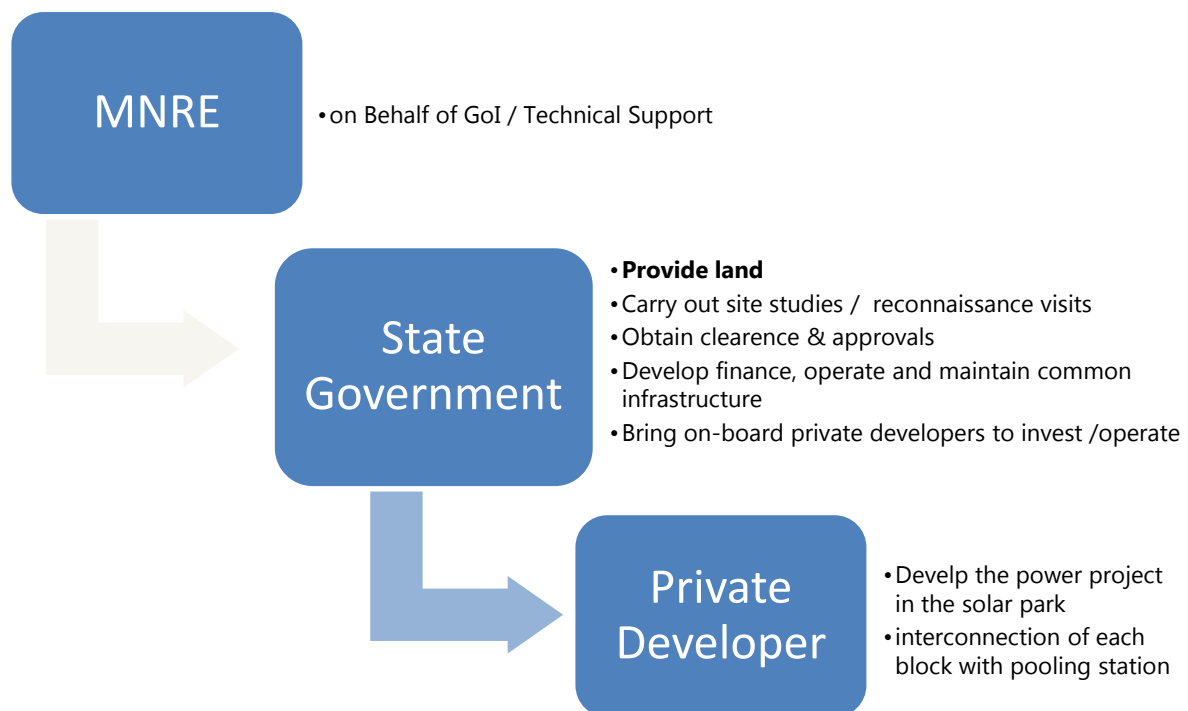 MNRE
•on Behalf of GoI / Technical Support
State
Government
•Provide land
•Carry out site studies / reconnaissance visits
•Obtain clearence & approvals
•Develop finance, operate and maintain common
infrastructure
•Bring on-board private developers to invest /operate
Private
Developer
•Develp the power project
in the solar park
•interconnection of each
block with pooling station